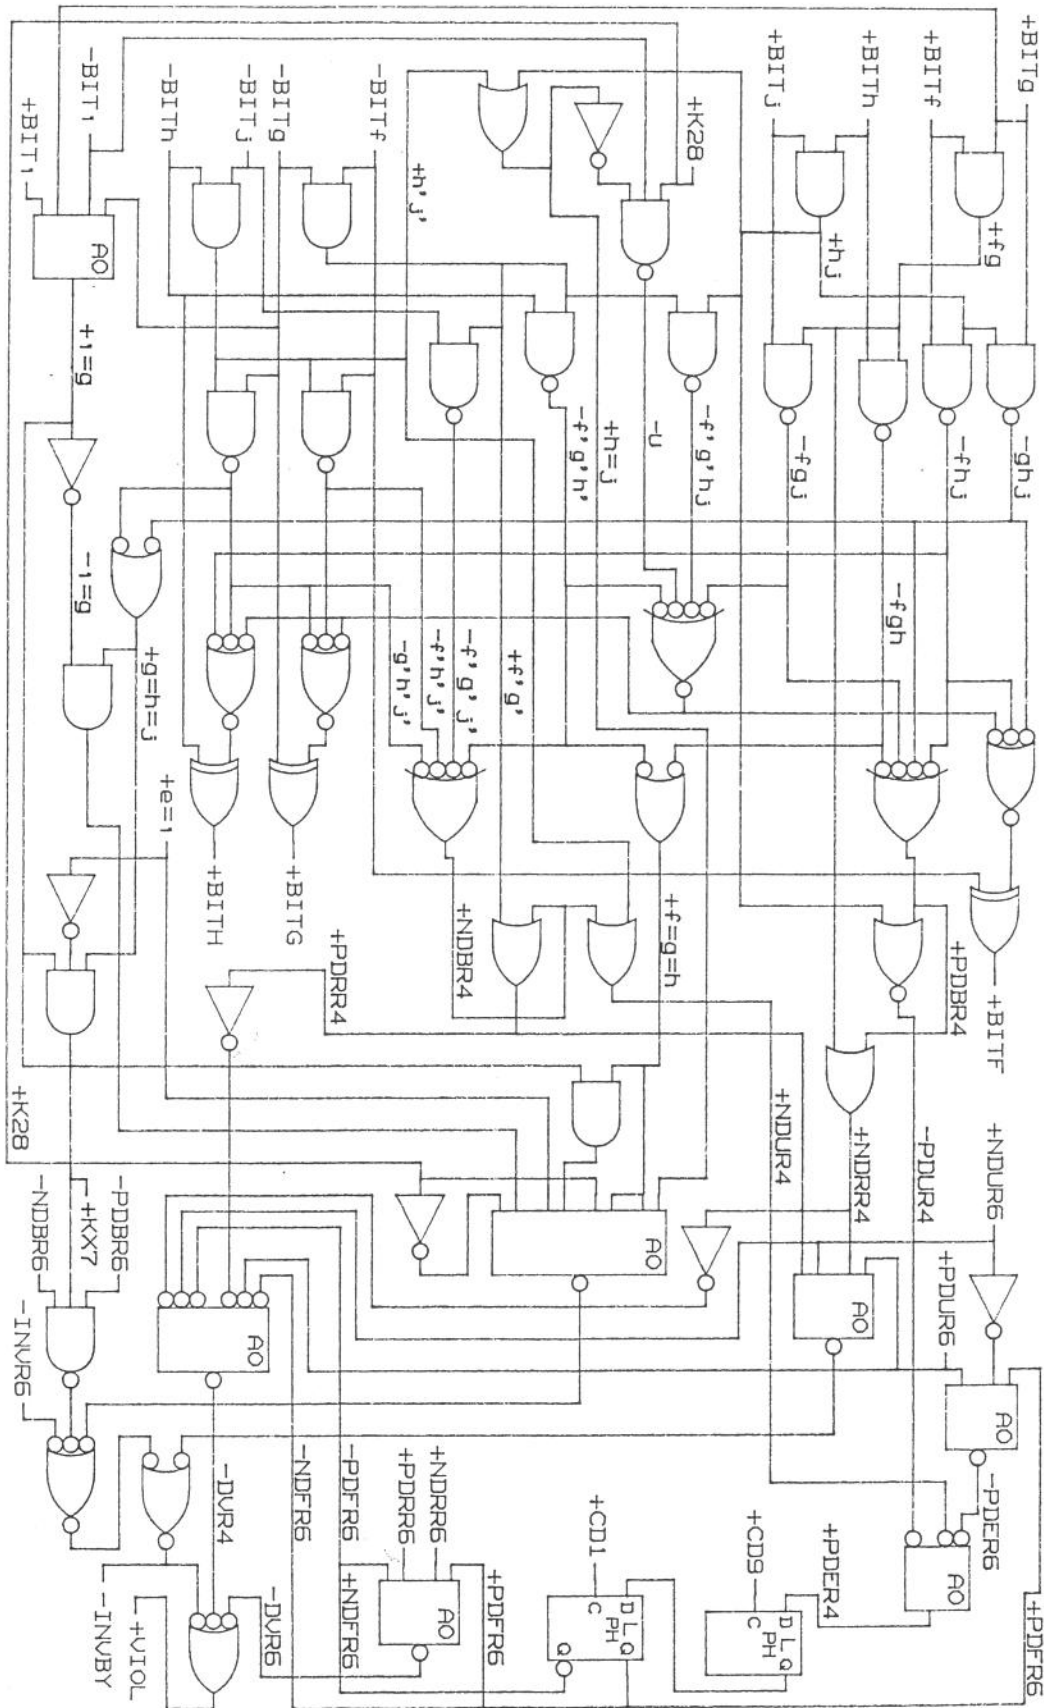 +BITg
+BITf
+BITh
+BITj
+K28
-BITf
-BITg
-BITj
-BITh
-BITi
+BITi
AO
+fg
+hj
+h'j'
+i=g
-ghj
-fhj
-fgj
-f'g'hj
-u
+h=j
-f'g'h'
-i=g
-fgh
+g=h=j
+f'g'
-f'g'j'
-f'h'j'
-g'h'j'
+e=i
+BITH
+BITG
+NDBR4
+f=g=h
+PDBR4
+BITF
+PDRR4
+K28
+NDUR4
+NDRR4
-PDUR4
+NDUR6
+KX7
-NDBR6
-PDBR6
AO
AO
+PDUR6
-INVR6
AO
AO
-PDER6
-DVR4
-NDFR6
-PDFR6
+PDRR6
+NDRR6
AO
+CD1
+CD9
+PDER4
AO
-INVBY
+VIOL
-DVR6
+NDFR6
+PDFR6
C
D
L
PH
Q
Q
C
D
L
PH
Q
+PDFR6